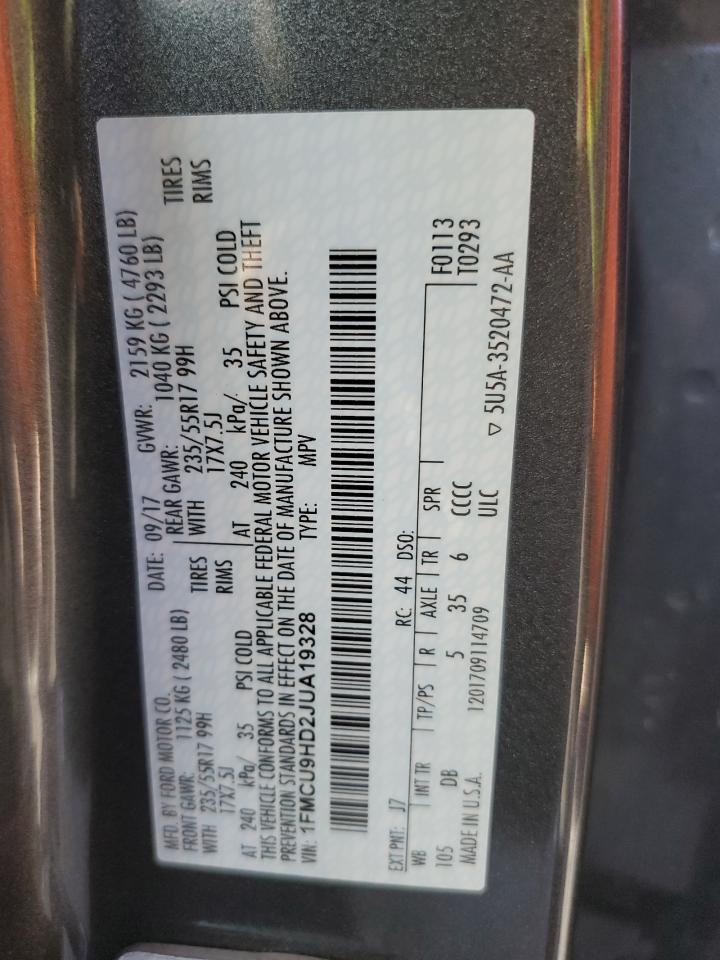 MFD. BY FORD MOTOR CO. DATE: 09/17 GVWR: 2159 KG ( 4760 LB)
FRONT GAWR: 1125 KG ( 2480 LB) REAR GAWR: 1040 KG ( 2293 LB)
WITH 235/55R17 99H TIRES WITH 235/55R17 99H TIRES
17X7.5J RIMS 17X7.5J RIMS
AT 240 kPa/ 35 PSI COLD AT 240 kPa/ 35 PSI COLD
THIS VEHICLE CONFORMS TO ALL APPLICABLE FEDERAL MOTOR VEHICLE SAFETY AND THEFT
PREVENTION STANDARDS IN EFFECT ON THE DATE OF MANUFACTURE SHOWN ABOVE.
VIN: 1FMCU9HD2JUA19328 TYPE: MPV
EXT PNT: J7 RC: 44 DSO:
WB INT TR TP/PS R AXLE TR SPR F0113
105 DB 5 35 6 CCCC T0293
MADE IN U.S.A. 1201709114709 ULC
▽ 5U5A-3520472-AA